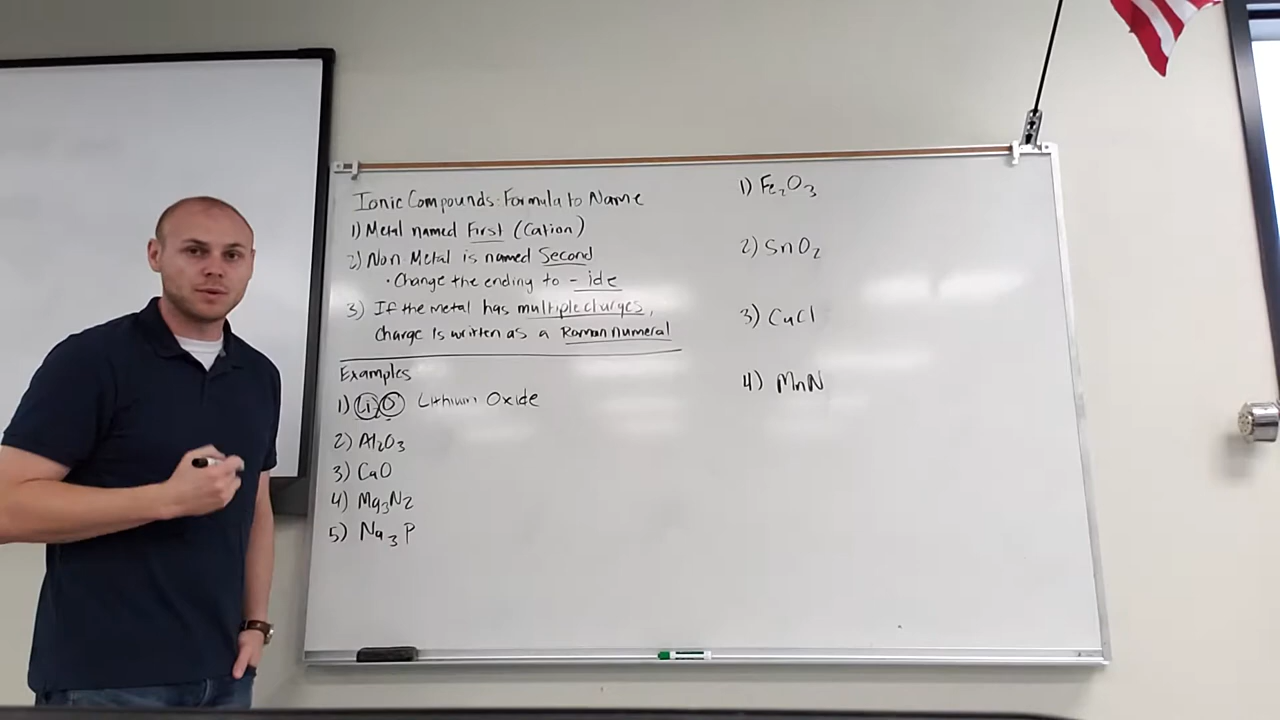 Ionic Compounds: Formula to Name
1) Metal named First (Cation)
2) Non Metal is named Second
• Change the ending to - ide
3) If the metal has multiple charges,
charge is written as a Roman numeral
Examples
1) Li₂O Lithium Oxide
2) Al₂O₃
3) CaO
4) Mg₃N₂
5) Na₃P
1) Fe₂O₃
2) SnO₂
3) CuCl
4) MnN